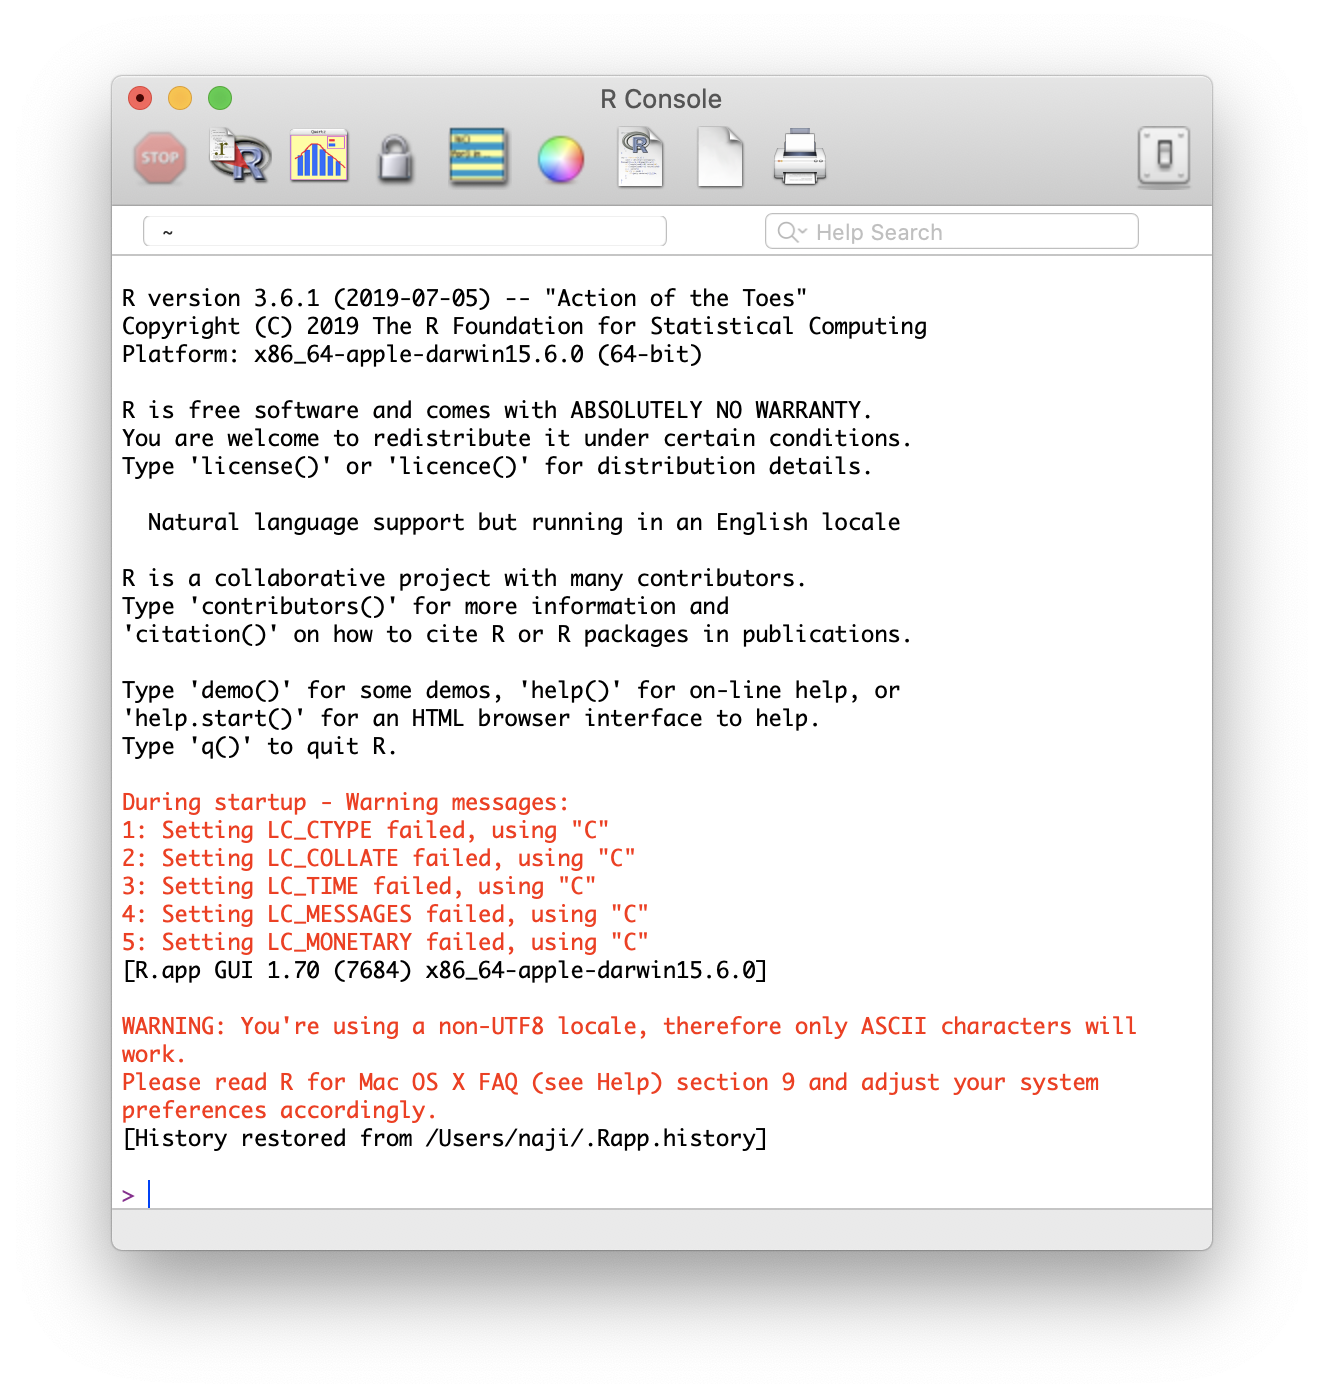 R Console
STOP
~
Help Search
R version 3.6.1 (2019-07-05) -- "Action of the Toes"
Copyright (C) 2019 The R Foundation for Statistical Computing
Platform: x86_64-apple-darwin15.6.0 (64-bit)
R is free software and comes with ABSOLUTELY NO WARRANTY.
You are welcome to redistribute it under certain conditions.
Type 'license()' or 'licence()' for distribution details.
Natural language support but running in an English locale
R is a collaborative project with many contributors.
Type 'contributors()' for more information and
'citation()' on how to cite R or R packages in publications.
Type 'demo()' for some demos, 'help()' for on-line help, or
'help.start()' for an HTML browser interface to help.
Type 'q()' to quit R.
During startup - Warning messages:
1: Setting LC_CTYPE failed, using "C"
2: Setting LC_COLLATE failed, using "C"
3: Setting LC_TIME failed, using "C"
4: Setting LC_MESSAGES failed, using "C"
5: Setting LC_MONETARY failed, using "C"
[R.app GUI 1.70 (7684) x86_64-apple-darwin15.6.0]
WARNING: You're using a non-UTF8 locale, therefore only ASCII characters will
work.
Please read R for Mac OS X FAQ (see Help) section 9 and adjust your system
preferences accordingly.
[History restored from /Users/naji/.Rapp.history]
>